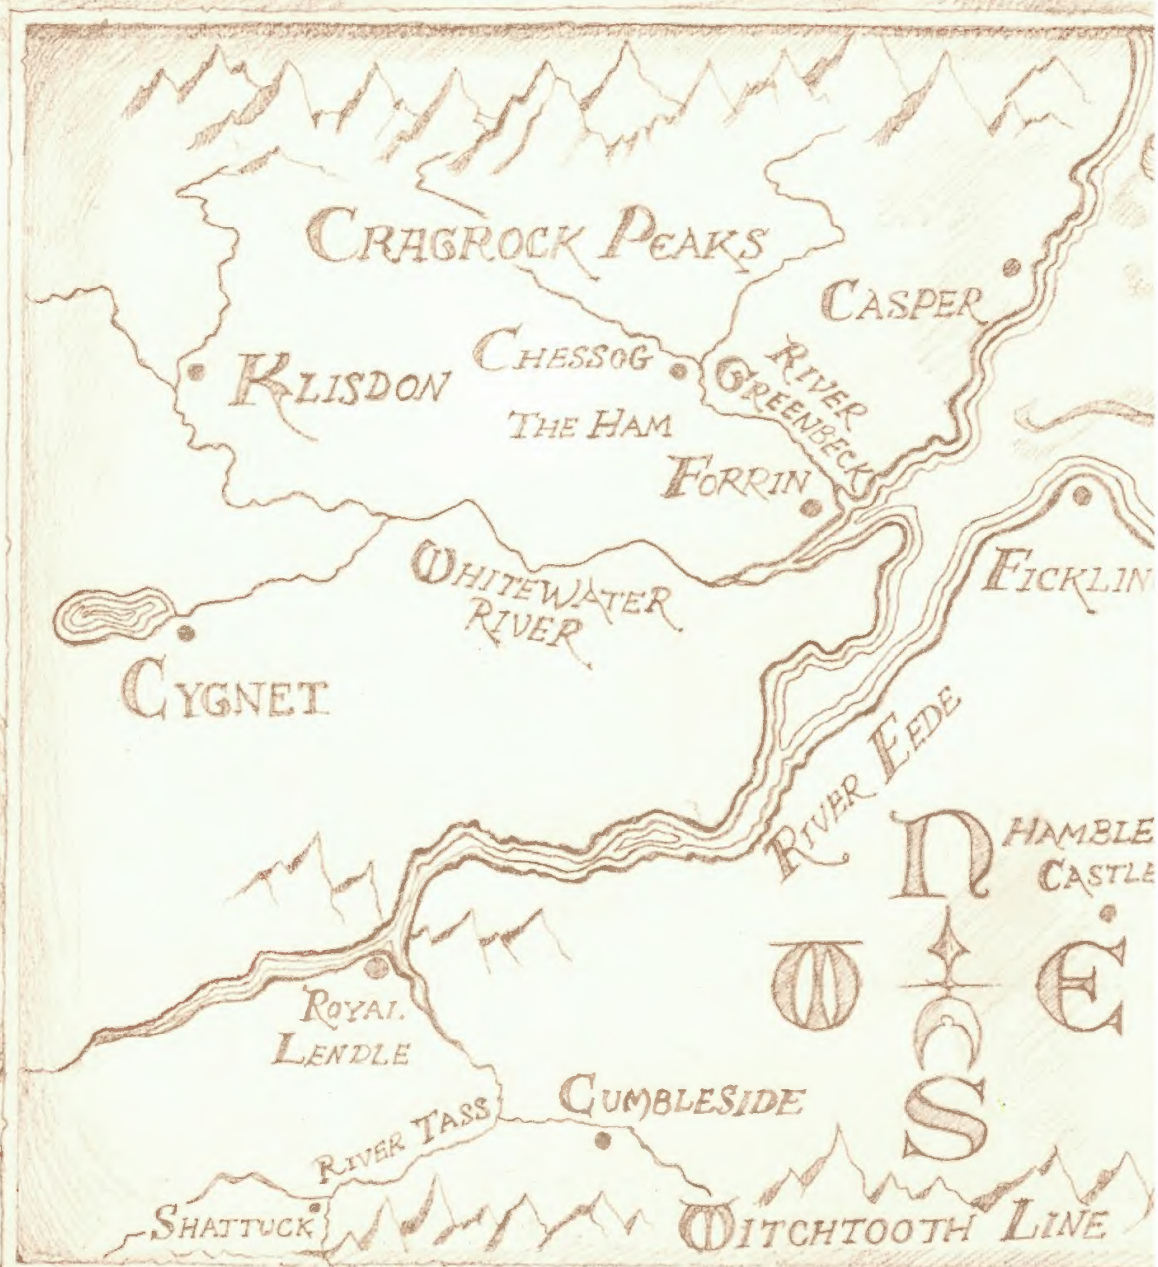 CRAGROCK PEAKS
CASPER
KLISDON
CHESSOG
RIVER
GREENBECK
THE HAM
FORRIN
WHITEWATER
RIVER
FICKLIN
CYGNET
RIVER EEDE
N
HAMBLE
CASTLE
W
E
S
ROYAL
LENDLE
CUMBLESIDE
RIVER TASS
SHATTUCK
WITCHTOOTH LINE